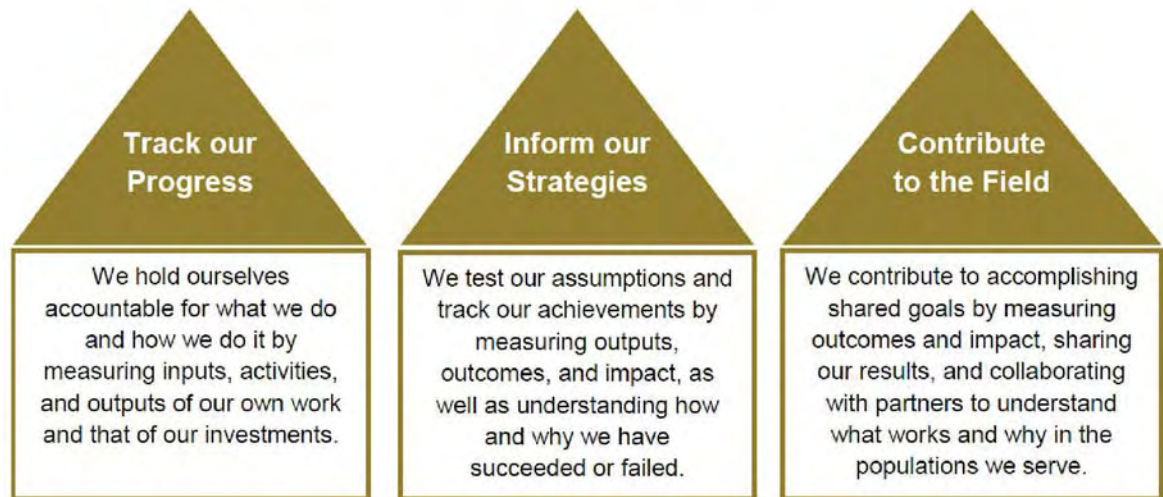 Track our
Progress
We hold ourselves
accountable for what we do
and how we do it by
measuring inputs, activities,
and outputs of our own work
and that of our investments.
Inform our
Strategies
We test our assumptions and
track our achievements by
measuring outputs,
outcomes, and impact, as
well as understanding how
and why we have
succeeded or failed.
Contribute
to the Field
We contribute to accomplishing
shared goals by measuring
outcomes and impact, sharing
our results, and collaborating
with partners to understand
what works and why in the
populations we serve.